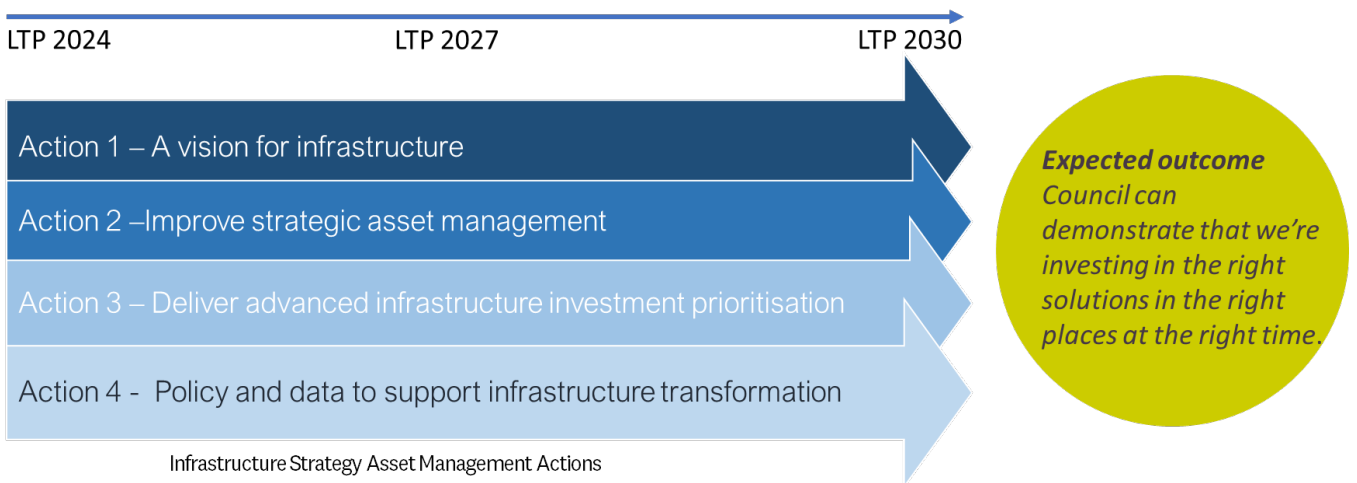 LTP 2024 LTP 2027 LTP 2030
Action 1 – A vision for infrastructure
Action 2 –Improve strategic asset management
Action 3 – Deliver advanced infrastructure investment prioritisation
Action 4 -  Policy and data to support infrastructure transformation
Expected outcome
Council can
demonstrate that we’re
investing in the right
solutions in the right
places at the right time.
Infrastructure Strategy Asset Management Actions